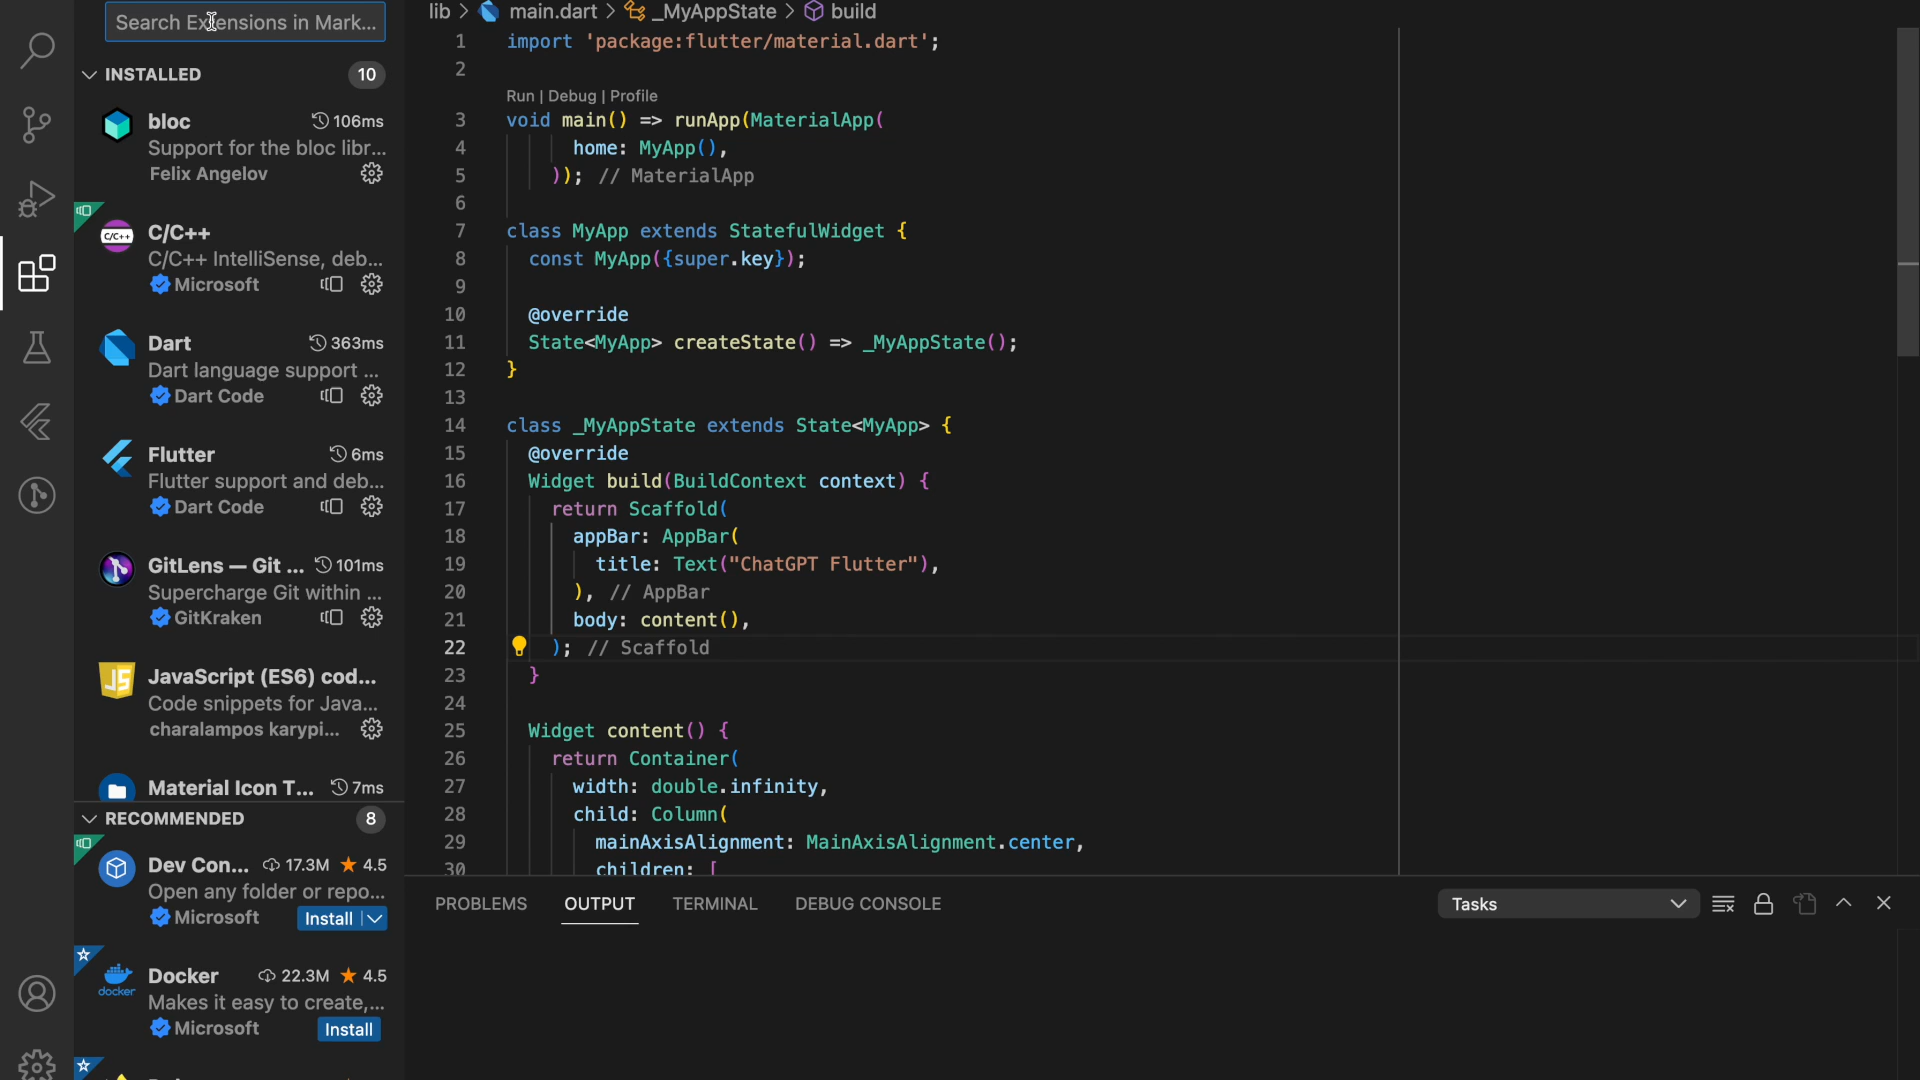 Search Extensions in Mark...
INSTALLED 10
bloc 106ms
Support for the bloc libr...
Felix Angelov
C/C++
C/C++
C/C++ IntelliSense, deb...
Microsoft
Dart 363ms
Dart language support ...
Dart Code
Flutter 6ms
Flutter support and deb...
Dart Code
GitLens — Git ... 101ms
Supercharge Git within ...
GitKraken
JS
JavaScript (ES6) cod...
Code snippets for Java...
charalampos karypi...
Material Icon T... 7ms
RECOMMENDED 8
Dev Con... 17.3M 4.5
Open any folder or repo...
Microsoft Install
docker
Docker 22.3M 4.5
Makes it easy to create,...
Microsoft Install
lib > main.dart > _MyAppState > build
1 import 'package:flutter/material.dart';
2
Run | Debug | Profile
3 void main() => runApp(MaterialApp(
4 home: MyApp(),
5 )); // MaterialApp
6
7 class MyApp extends StatefulWidget {
8 const MyApp({super.key});
9
10 @override
11 State<MyApp> createState() => _MyAppState();
12 }
13
14 class _MyAppState extends State<MyApp> {
15 @override
16 Widget build(BuildContext context) {
17 return Scaffold(
18 appBar: AppBar(
19 title: Text("ChatGPT Flutter"),
20 ), // AppBar
21 body: content(),
22 ); // Scaffold
23 }
24
25 Widget content() {
26 return Container(
27 width: double.infinity,
28 child: Column(
29 mainAxisAlignment: MainAxisAlignment.center,
30 children: [
PROBLEMS OUTPUT TERMINAL DEBUG CONSOLE Tasks